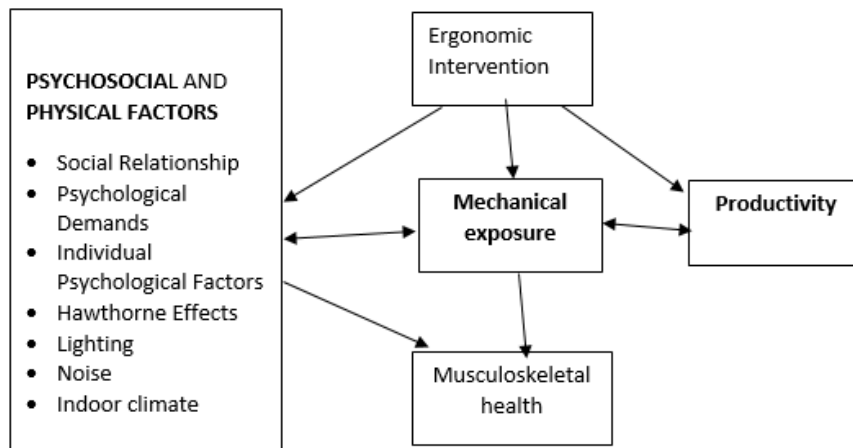 PSYCHOSOCIAL AND
PHYSICAL FACTORS
• Social Relationship
• Psychological
Demands
• Individual
Psychological Factors
• Hawthorne Effects
• Lighting
• Noise
• Indoor climate
Ergonomic
Intervention
Mechanical
exposure
Productivity
Musculoskeletal
health